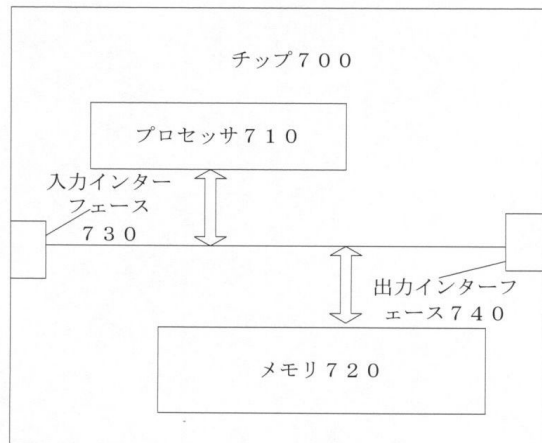 チップ７００
プロセッサ７１０
入力インター
フェース
７３０
出力インターフ
ェース７４０
メモリ７２０